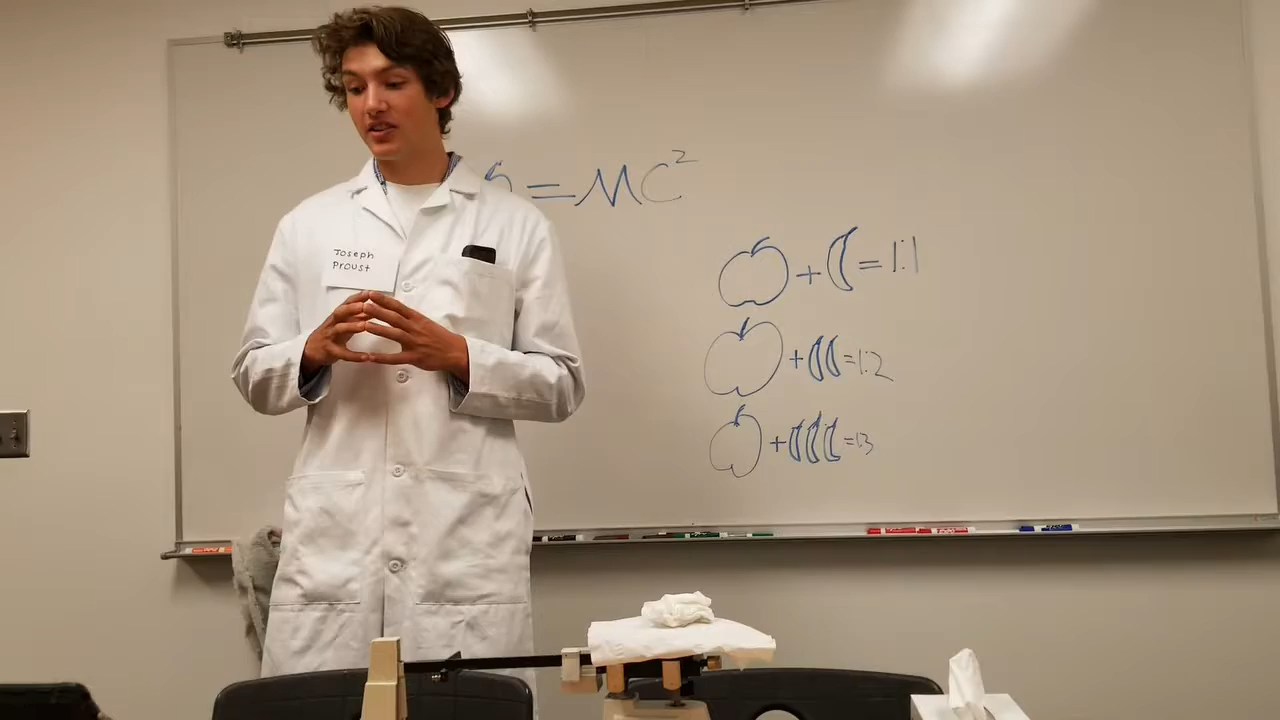 Joseph
Proust
= MC²
+ = 1:1
+ = 1:2
+ = 1:3